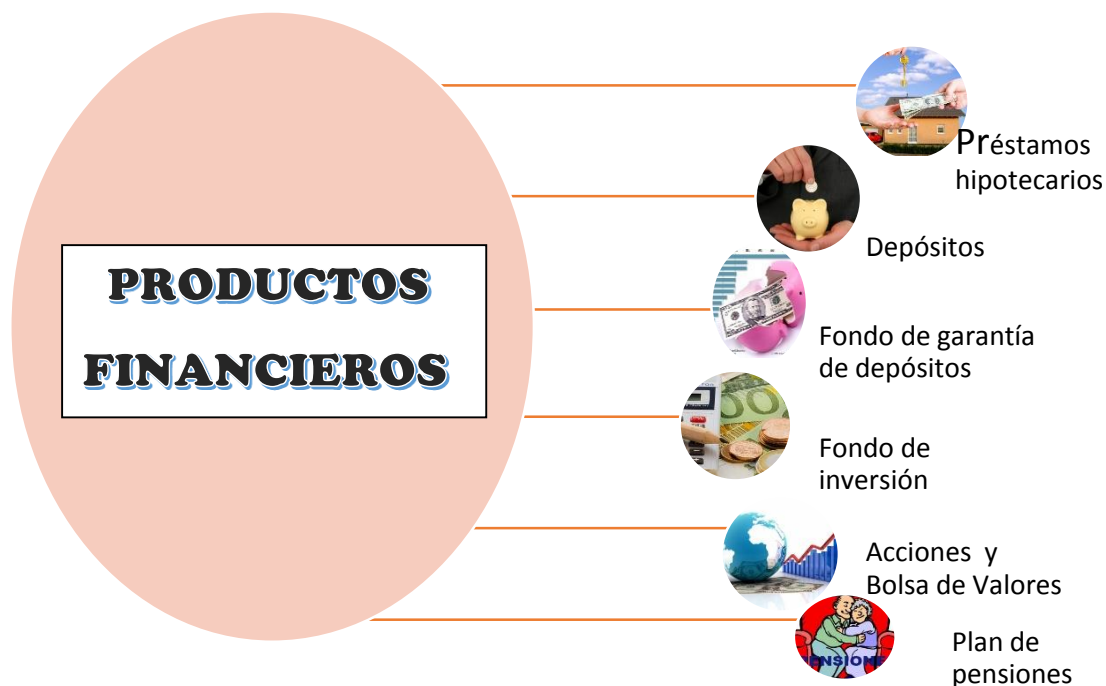 PRODUCTOS
FINANCIEROS
Préstamos
hipotecarios
Depósitos
Fondo de garantía
de depósitos
Fondo de
inversión
Acciones y
Bolsa de Valores
Plan de
pensiones